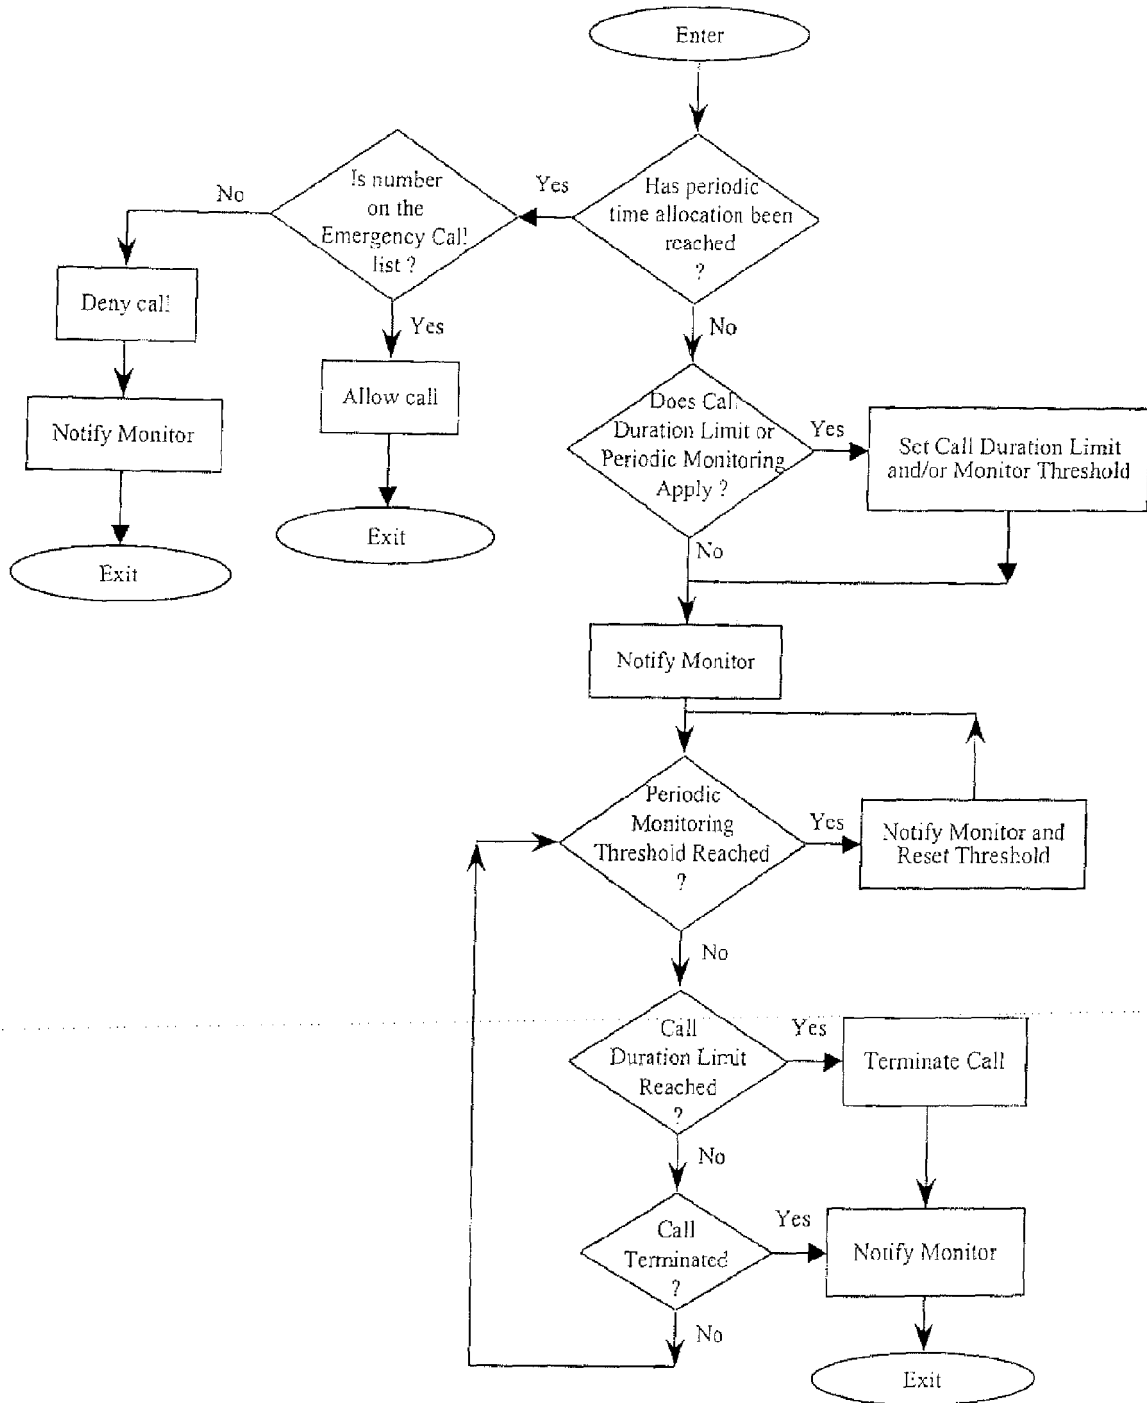 Enter
Has periodic
time allocation been
reached
?
Yes
Is number
on the
Emergency Call
list ?
No
Deny call
Notify Monitor
Exit
Yes
Allow call
Exit
No
Does Call
Duration Limit or
Periodic Monitoring
Apply ?
Yes
Set Call Duration Limit
and/or Monitor Threshold
No
Notify Monitor
Periodic
Monitoring
Threshold Reached
?
Yes
Notify Monitor and
Reset Threshold
No
Call
Duration Limit
Reached
?
Yes
Terminate Call
No
Call
Terminated
?
Yes
Notify Monitor
No
Exit